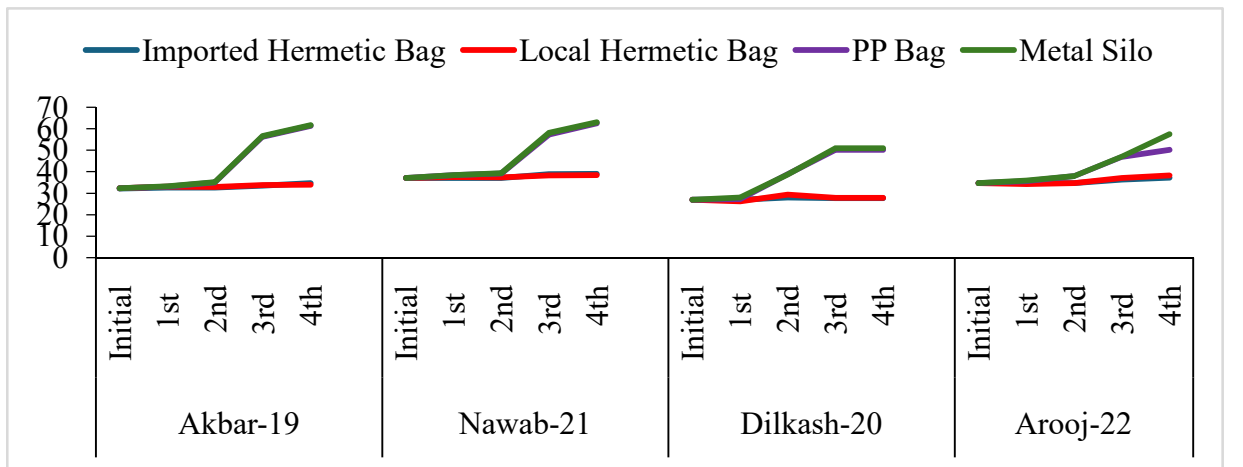 Imported Hermetic Bag Local Hermetic Bag PP Bag Metal Silo
70
60
50
40
30
20
10
0
Initial 1st 2nd 3rd 4th Initial 1st 2nd 3rd 4th Initial 1st 2nd 3rd 4th Initial 1st 2nd 3rd 4th
Akbar-19 Nawab-21 Dilkash-20 Arooj-22